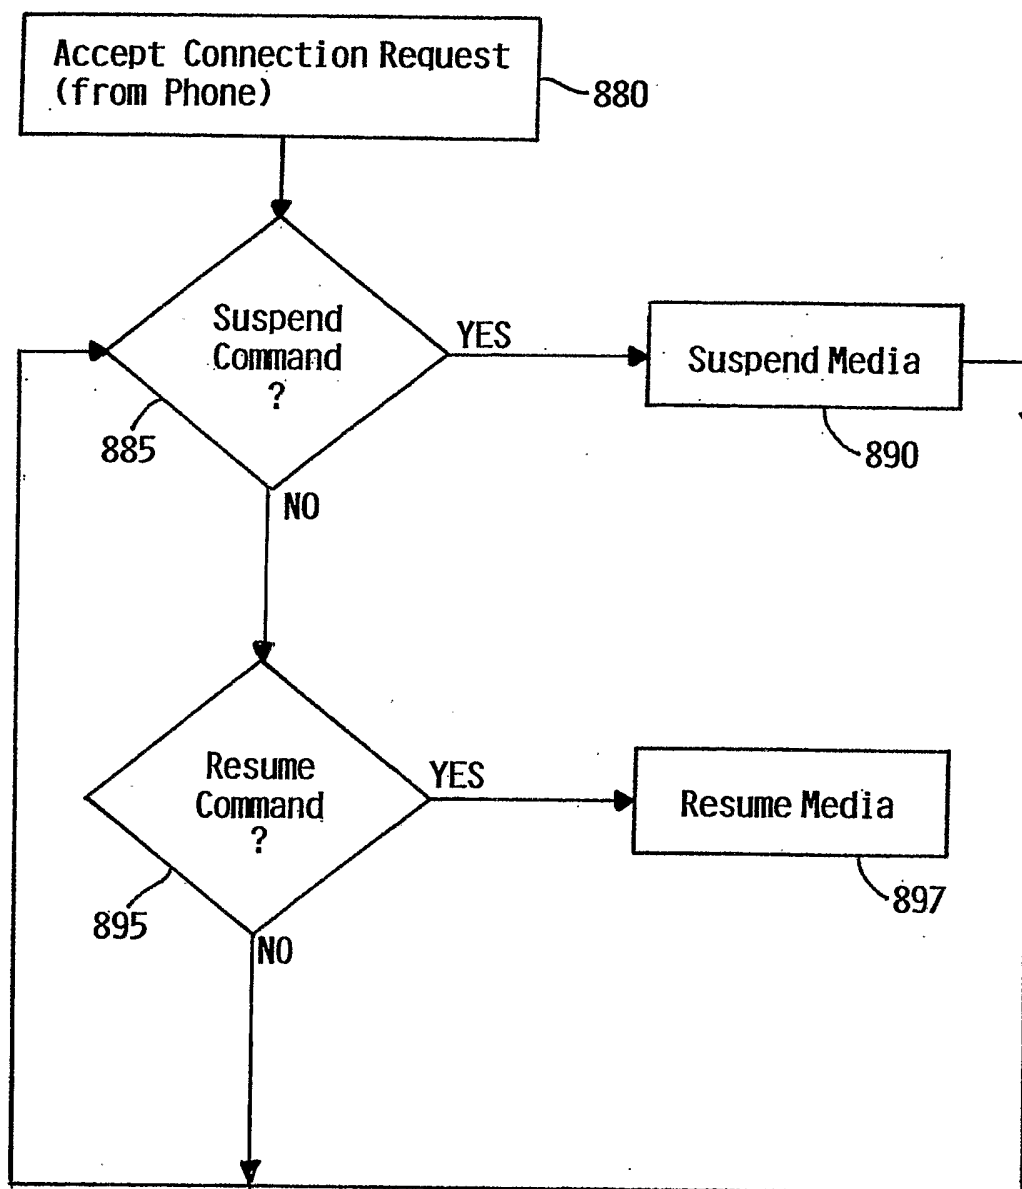 Accept Connection Request
(from Phone)
880
Suspend
Command
?
YES
885
NO
Suspend Media
890
Resume
Command
?
YES
895
NO
Resume Media
897